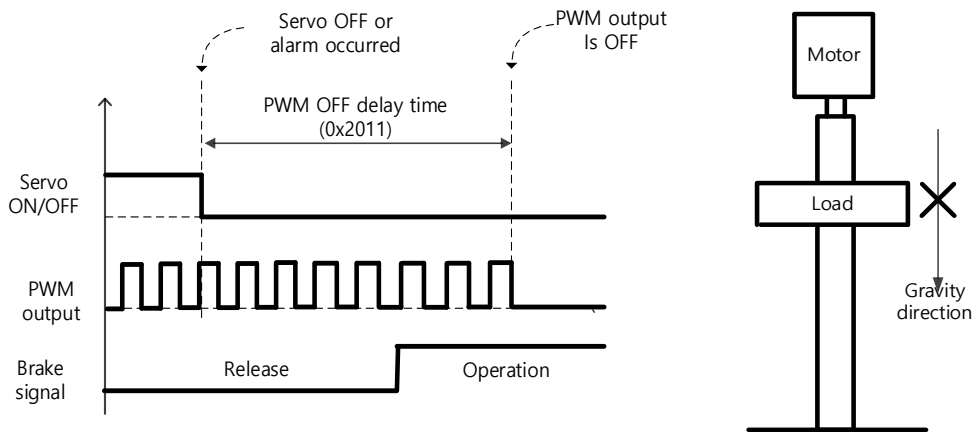 Servo OFF or
alarm occurred
PWM output
Is OFF
PWM OFF delay time
(0x2011)
Servo
ON/OFF
PWM
output
Brake
signal
Release
Operation
Motor
Load
Gravity
direction